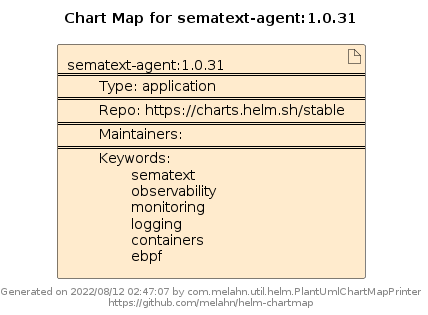 Chart Map for sematext-agent:1.0.31
sematext-agent:1.0.31
Type: application
Repo: https://charts.helm.sh/stable
Maintainers:
Keywords:
sematext
observability
monitoring
logging
containers
ebpf
Generated on 2022/08/12 02:47:07 by com.melahn.util.helm.PlantUmlChartMapPrinter
https://github.com/melahn/helm-chartmap